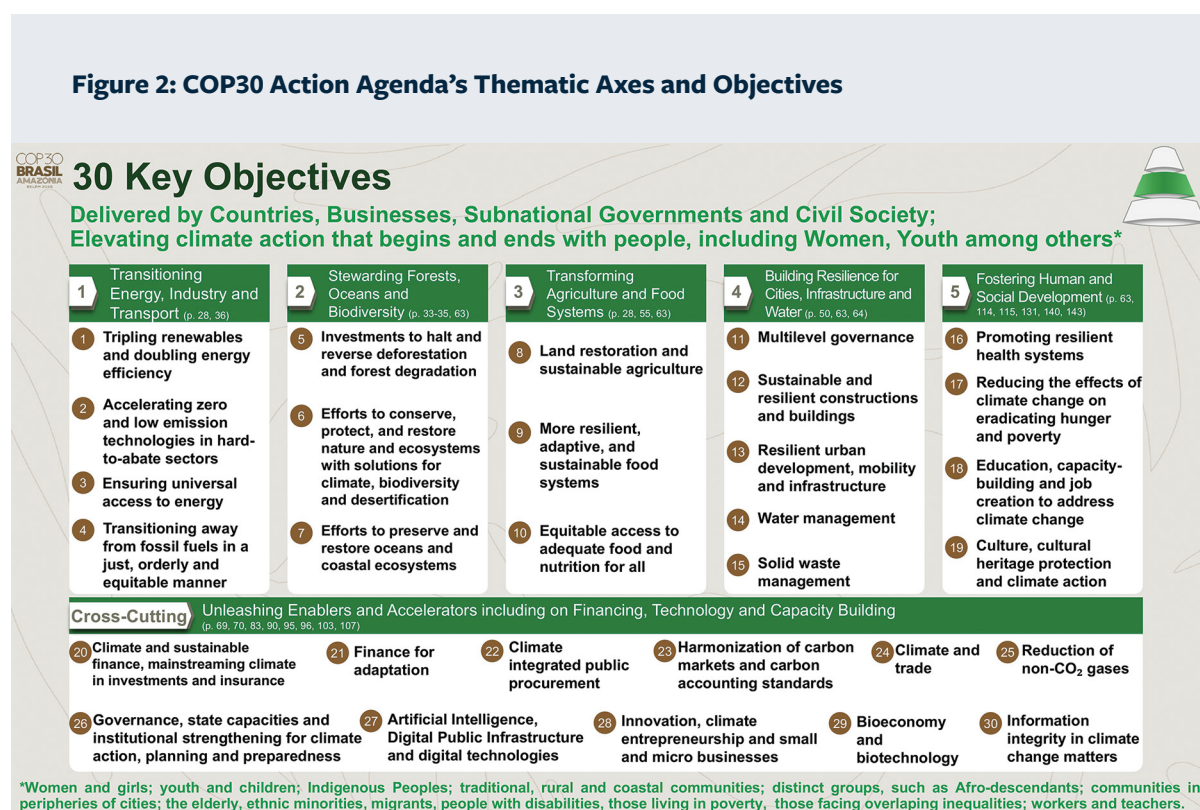 Figure 2: COP30 Action Agenda's Thematic Axes and Objectives
COP30
BRASIL
AMAZÔNIA
BELÉM 2025
30 Key Objectives
Delivered by Countries, Businesses, Subnational Governments and Civil Society;
Elevating climate action that begins and ends with people, including Women, Youth among others*
1
Transitioning
Energy, Industry and
Transport (p. 28, 36)
1
Tripling renewables
and doubling energy
efficiency
2
Accelerating zero
and low emission
technologies in hard-
to-abate sectors
3
Ensuring universal
access to energy
4
Transitioning away
from fossil fuels in a
just, orderly and
equitable manner
2
Stewarding Forests,
Oceans and
Biodiversity (p. 33-35, 63)
5
Investments to halt and
reverse deforestation
and forest degradation
6
Efforts to conserve,
protect, and restore
nature and ecosystems
with solutions for
climate, biodiversity
and desertification
7
Efforts to preserve and
restore oceans and
coastal ecosystems
3
Transforming
Agriculture and Food
Systems (p. 28, 55, 63)
8
Land restoration and
sustainable agriculture
9
More resilient,
adaptive, and
sustainable food
systems
10
Equitable access to
adequate food and
nutrition for all
4
Building Resilience for
Cities, Infrastructure and
Water (p. 50, 63, 64)
11
Multilevel governance
12
Sustainable and
resilient constructions
and buildings
13
Resilient urban
development, mobility
and infrastructure
14
Water management
15
Solid waste
management
5
Fostering Human and
Social Development (p. 63,
114, 115, 131, 140, 143)
16
Promoting resilient
health systems
17
Reducing the effects of
climate change on
eradicating hunger
and poverty
18
Education, capacity-
building and job
creation to address
climate change
19
Culture, cultural
heritage protection
and climate action
Cross-Cutting
Unleashing Enablers and Accelerators including on Financing, Technology and Capacity Building
(p. 69, 70, 83, 90, 95, 96, 103, 107)
20
Climate and sustainable
finance, mainstreaming climate
in investments and insurance
21
Finance for
adaptation
22
Climate
integrated public
procurement
23
Harmonization of carbon
markets and carbon
accounting standards
24
Climate and
trade
25
Reduction of
non-CO₂ gases
26
Governance, state capacities and
institutional strengthening for climate
action, planning and preparedness
27
Artificial Intelligence,
Digital Public Infrastructure
and digital technologies
28
Innovation, climate
entrepreneurship and small
and micro businesses
29
Bioeconomy
and
biotechnology
30
Information
integrity in climate
change matters
*Women and girls; youth and children; Indigenous Peoples; traditional, rural and coastal communities; distinct groups, such as Afro-descendants; communities in
peripheries of cities; the elderly, ethnic minorities, migrants, people with disabilities, those living in poverty, those facing overlaping inequalities; workers and teachers.